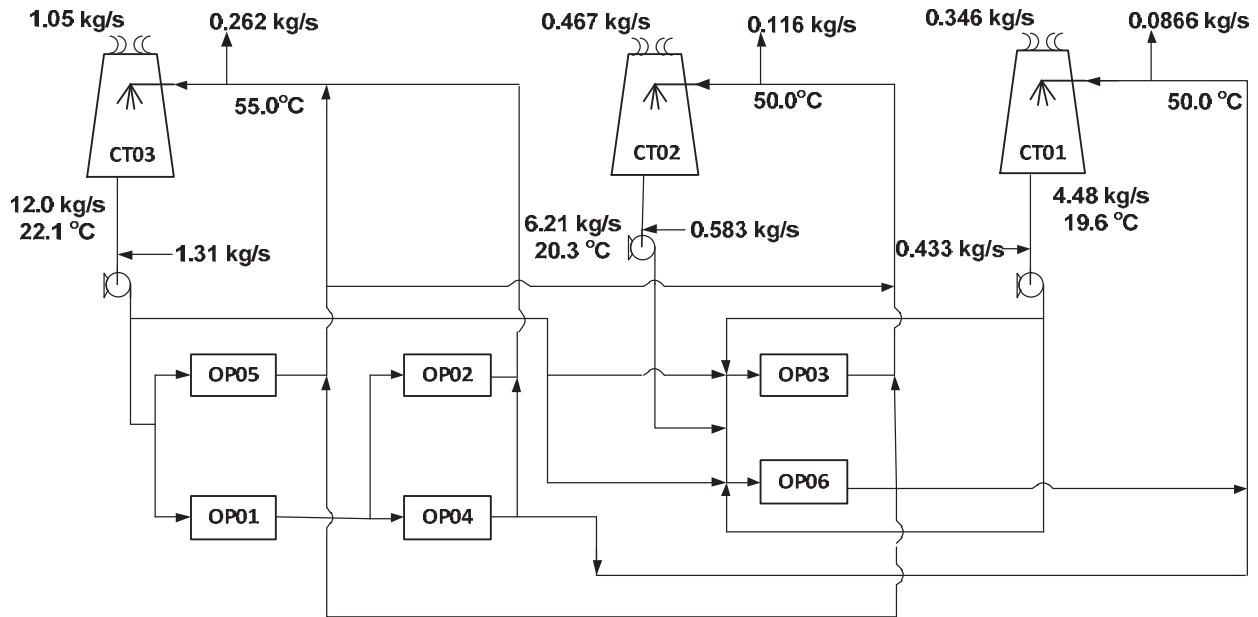 1.05 kg/s
0.262 kg/s
0.467 kg/s
0.116 kg/s
0.346 kg/s
0.0866 kg/s
55.0°C
50.0°C
50.0 °C
CT03
CT02
CT01
12.0 kg/s
22.1 °C
1.31 kg/s
6.21 kg/s
20.3 °C
0.583 kg/s
4.48 kg/s
19.6 °C
0.433 kg/s
OP05
OP02
OP03
OP06
OP01
OP04